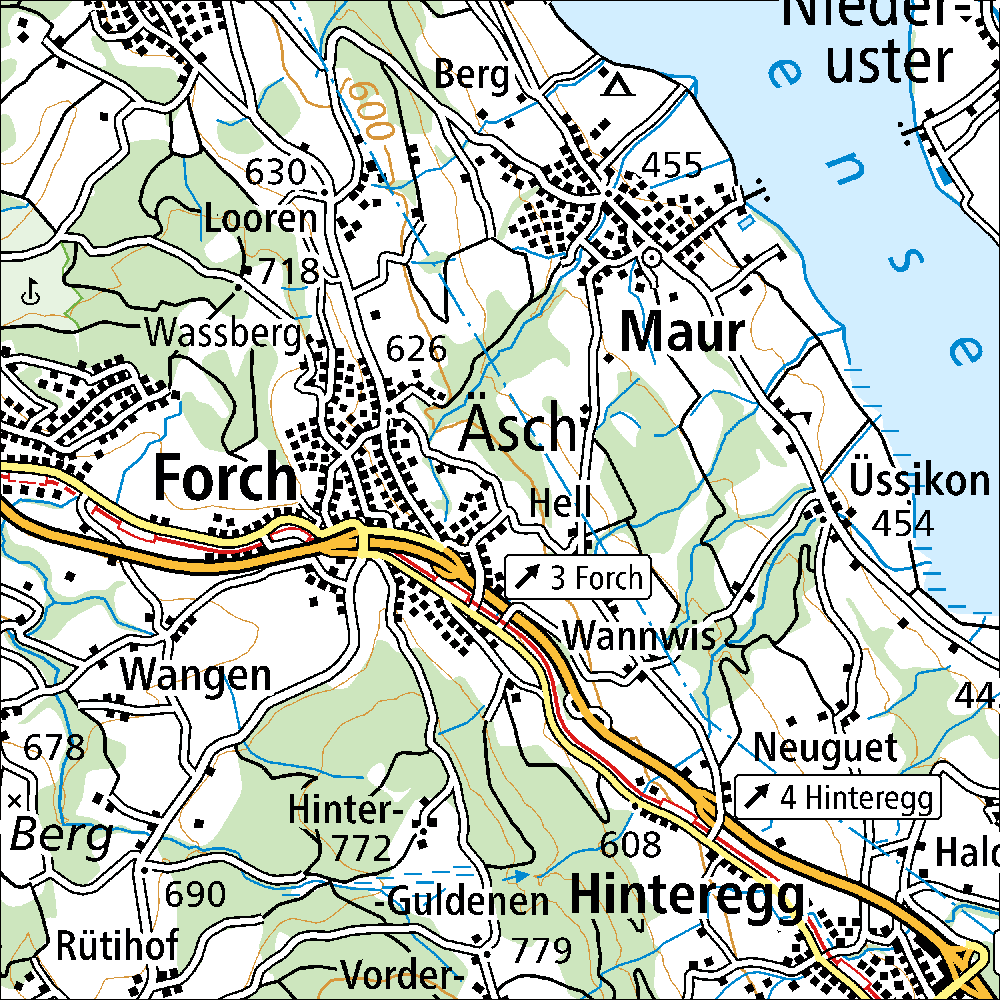 Nieder-
uster
Berg
e
600
n
630
455
Looren
s
718
Wassberg
Maur
626
e
Äsch
Forch
Hell
Üssikon
454
3 Forch
Wannwis
Wangen
44
678
Neuguet
4 Hinteregg
Hinter-
Berg
772
608
690
-Guldenen
Hinteregg
Rütihof
779
Vorder-